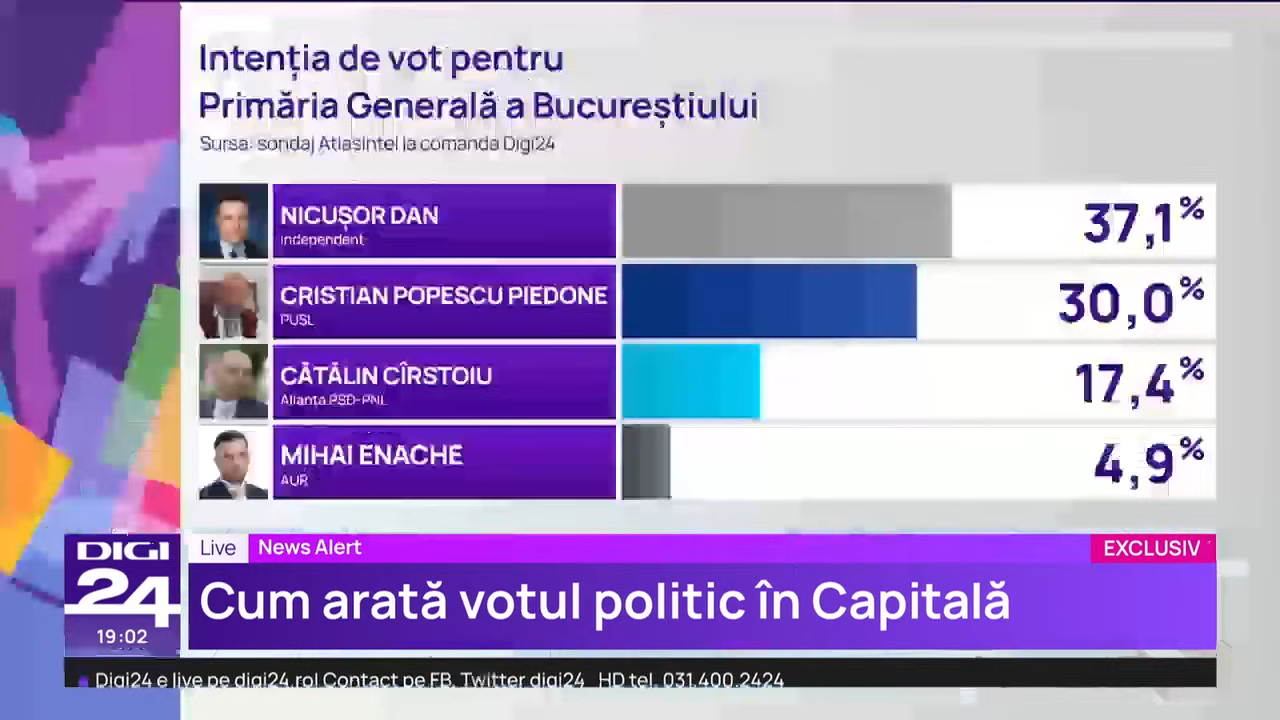 Intenția de vot pentru
Primăria Generală a Bucureștiului
Sursa: sondaj AtlasIntel la comanda Digi24
NICUȘOR DAN
independent
37,1%
CRISTIAN POPESCU PIEDONE
PUSL
30,0%
CĂTĂLIN CÎRSTOIU
Alianța PSD-PNL
17,4%
MIHAI ENACHE
AUR
4,9%
DIGI
24
19:02
Live News Alert
EXCLUSIV
Cum arată votul politic în Capitală
Digi24 e live pe digi24.ro! Contact pe FB, Twitter digi24_HD tel. 031.400.2424